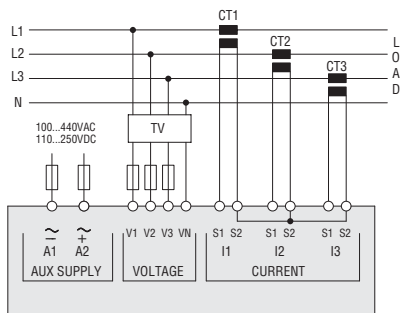 CT1
L1
L2
CT2
L
O
A
D
L3
CT3
N
100...440VAC
110...250VDC
TV
~ ~
− +
A1 A2
V1 V2 V3 VN
S1 S2 S1 S2 S1 S2
I1 I2 I3
AUX SUPPLY VOLTAGE CURRENT